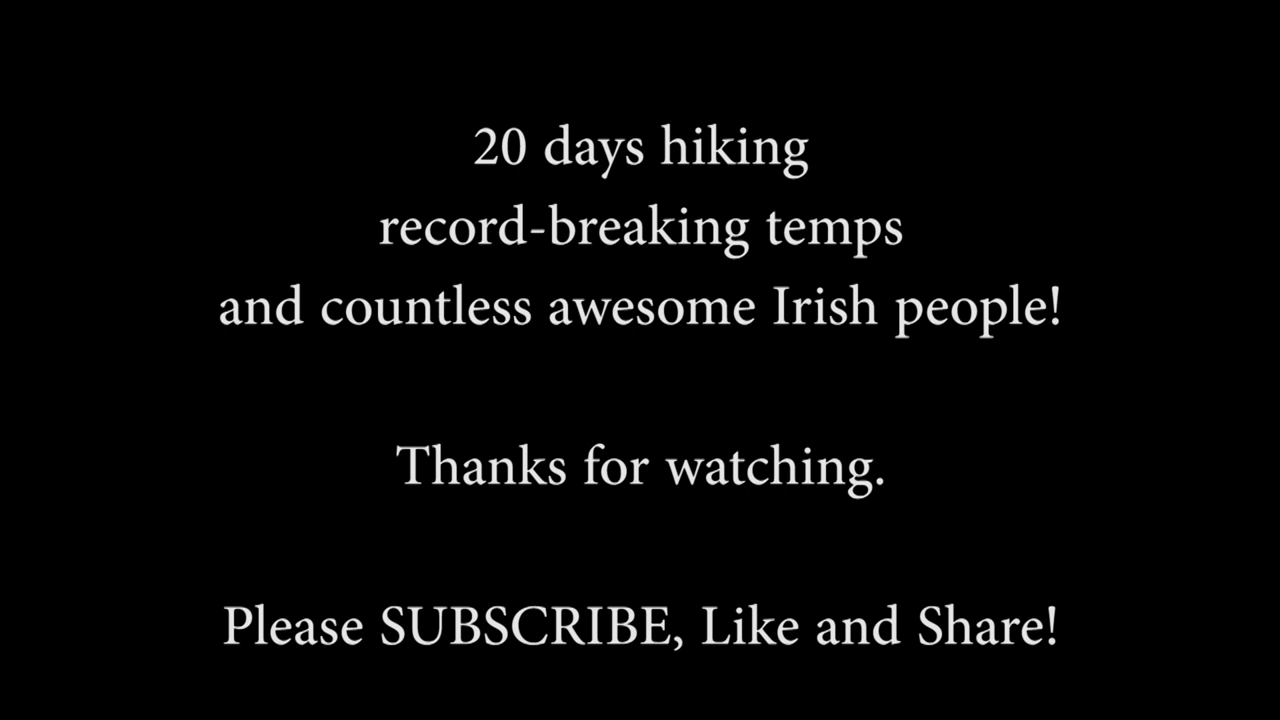 20 days hiking
record-breaking temps
and countless awesome Irish people!
Thanks for watching.
Please SUBSCRIBE, Like and Share!